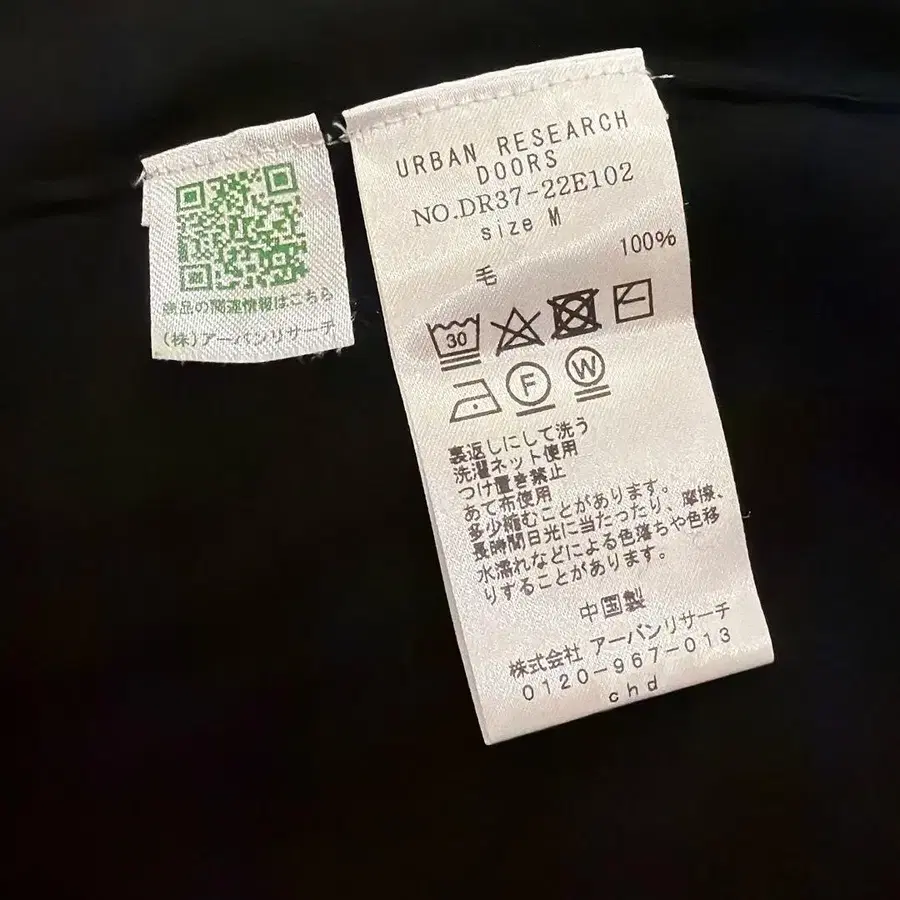 商品の関連情報はこちら
(株)アーバンリサーチ
URBAN RESEARCH
DOORS
NO.DR37-22E102
size M
毛 100%
30
F W
裏返しにして洗う
洗濯ネット使用
つけ置き禁止
あて布使用
多少縮むことがあります。
長時間日光に当たったり、摩擦、
水濡れなどによる色落ちや色移
りすることがあります。
中国製
株式会社 アーバンリサーチ
0120-967-013
chd